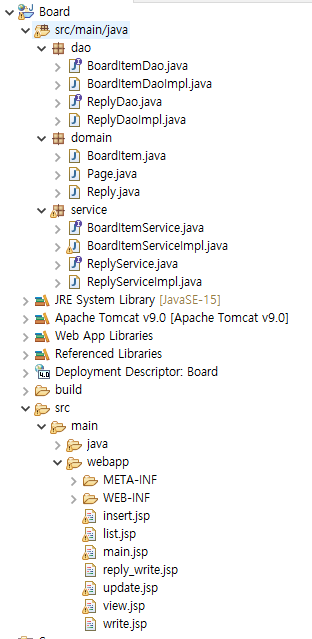 Board
src/main/java
dao
BoardItemDao.java
BoardItemDaoImpl.java
ReplyDao.java
ReplyDaoImpl.java
domain
BoardItem.java
Page.java
Reply.java
service
BoardItemService.java
BoardItemServiceImpl.java
ReplyService.java
ReplyServiceImpl.java
JRE System Library [JavaSE-15]
Apache Tomcat v9.0 [Apache Tomcat v9.0]
Web App Libraries
Referenced Libraries
Deployment Descriptor: Board
build
src
main
java
webapp
META-INF
WEB-INF
insert.jsp
list.jsp
main.jsp
reply_write.jsp
update.jsp
view.jsp
write.jsp